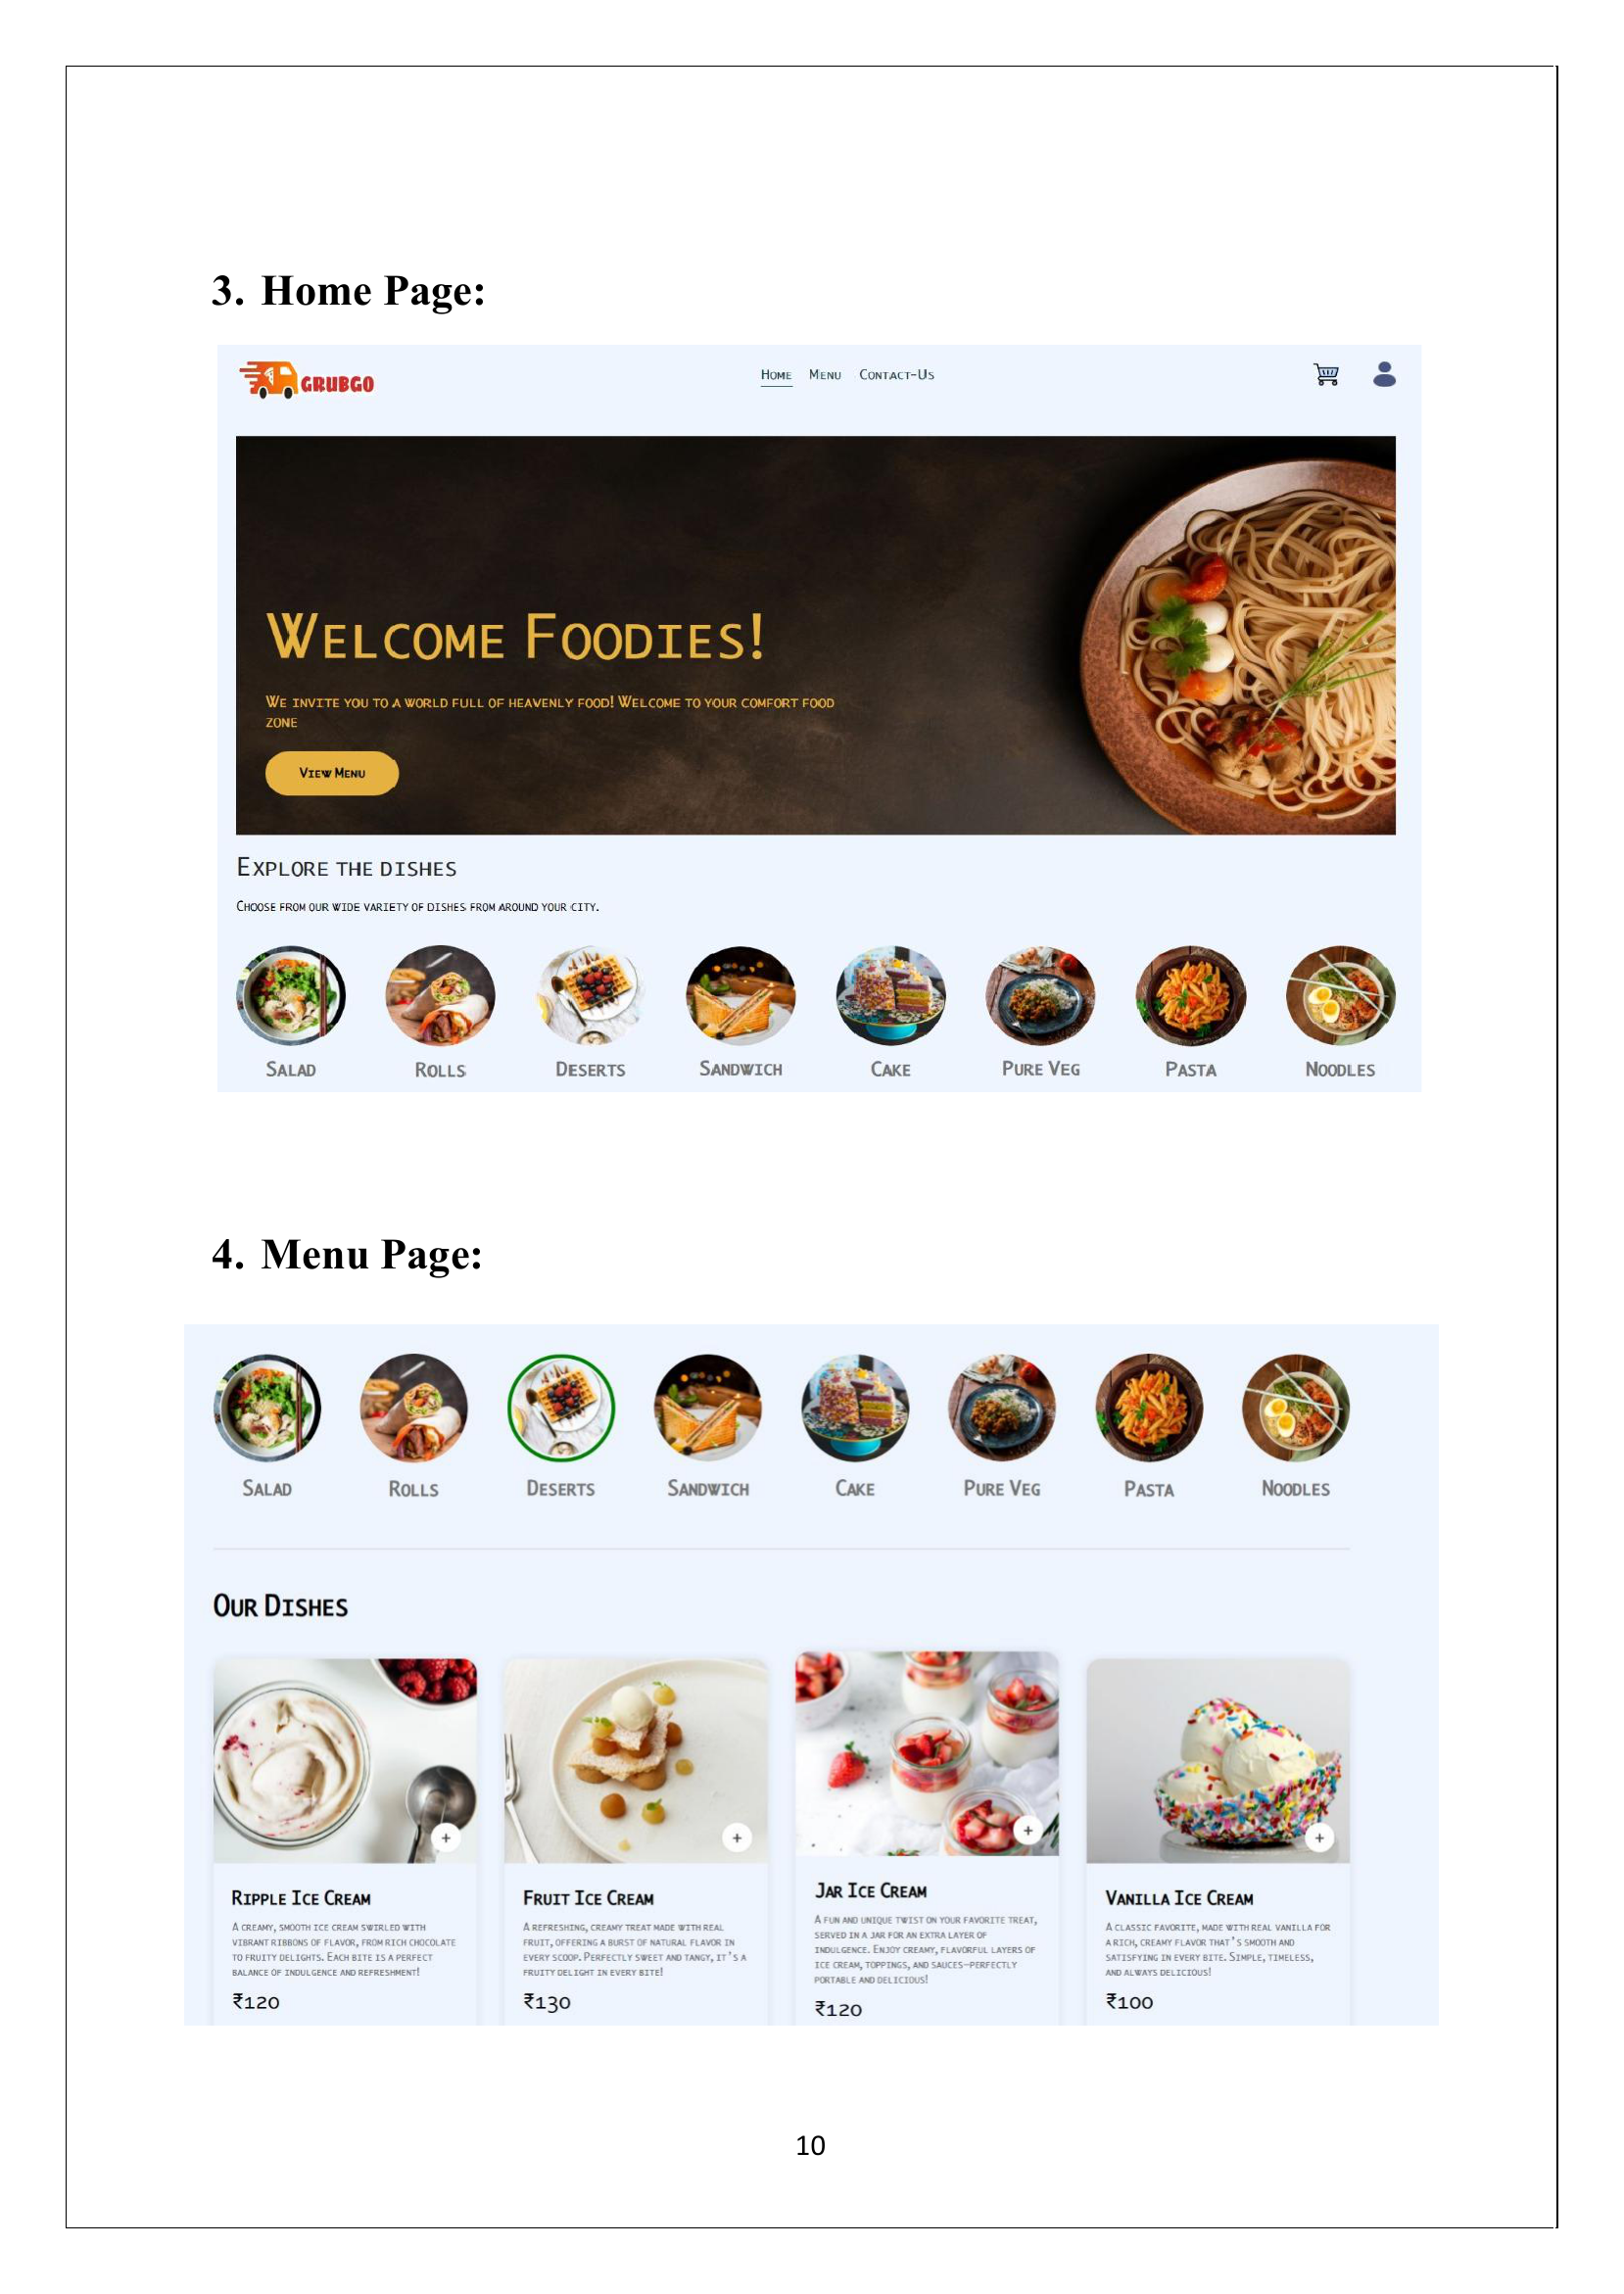 3. Home Page:
GRUBGO
Home Menu Contact-Us
Welcome Foodies!
We invite you to a world full of heavenly food! Welcome to your comfort food
zone
View Menu
Explore the dishes
Choose from our wide variety of dishes from around your city.
Salad Rolls Deserts Sandwich Cake Pure Veg Pasta Noodles
4. Menu Page:
Salad Rolls Deserts Sandwich Cake Pure Veg Pasta Noodles
Our Dishes
Ripple Ice Cream
A creamy, smooth ice cream swirled with
vibrant ribbons of flavor, from rich chocolate
to fruity delights. Each bite is a perfect
balance of indulgence and refreshment!
₹120
Fruit Ice Cream
A refreshing, creamy treat made with real
fruit, offering a burst of natural flavor in
every scoop. Perfectly sweet and tangy, it's a
fruity delight in every bite!
₹130
Jar Ice Cream
A fun and unique twist on your favorite treat,
served in a jar for an extra layer of
indulgence. Enjoy creamy, flavorful layers of
ice cream, toppings, and sauces—perfectly
portable and delicious!
₹120
Vanilla Ice Cream
A classic favorite, made with real vanilla for
a rich, creamy flavor that's smooth and
satisfying in every bite. Simple, timeless,
and always delicious!
₹100
10